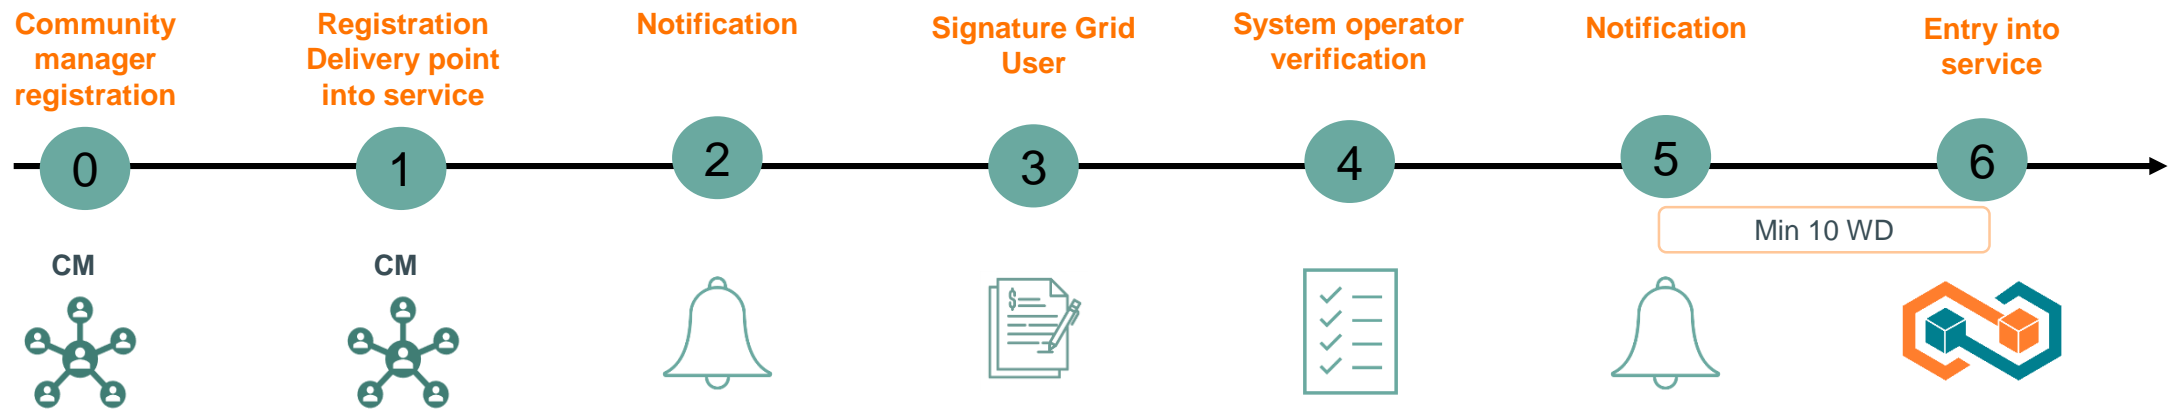 Community
manager
registration
Registration
Delivery point
into service
Notification
Signature Grid
User
System operator
verification
Notification
Entry into
service
0
1
2
3
4
5
6
Min 10 WD
CM
CM
$